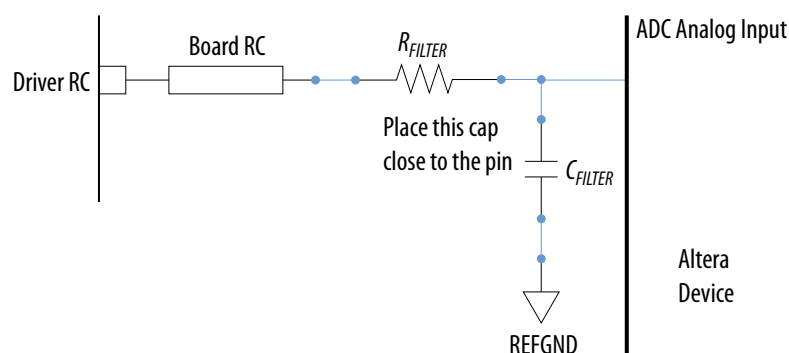 ADC Analog Input
Board RC
R_FILTER
Driver RC
Place this cap
close to the pin
C_FILTER
Altera
Device
REFGND